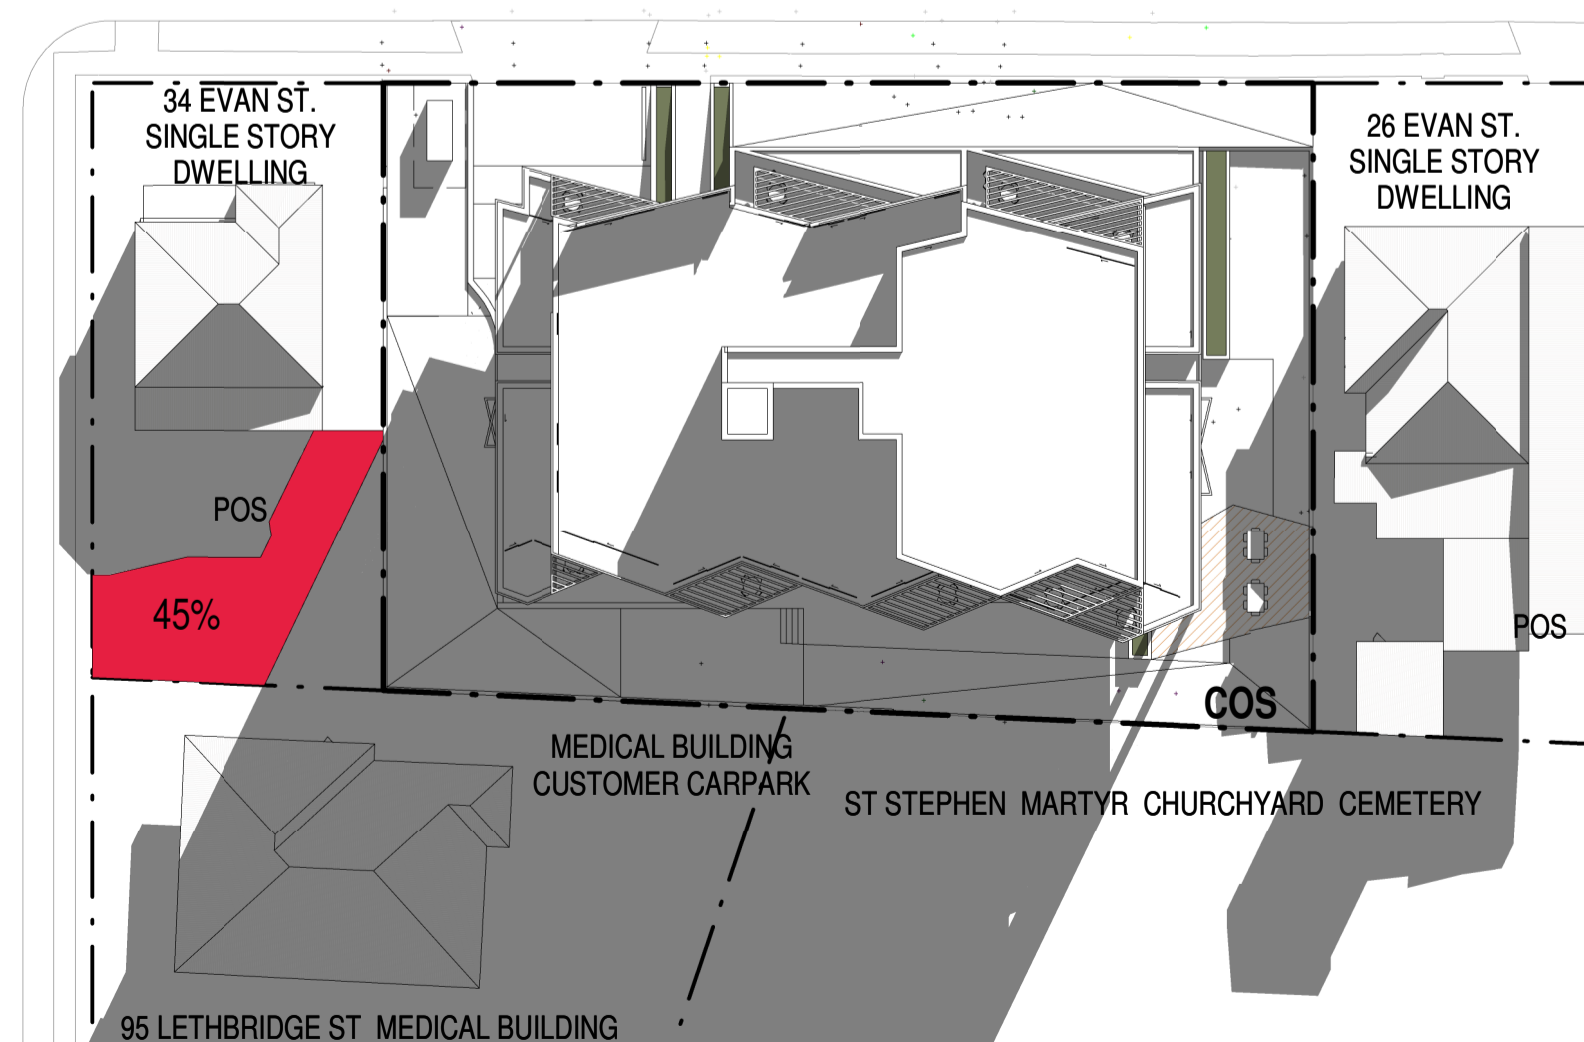 34 EVAN ST.
SINGLE STORY
DWELLING
26 EVAN ST.
SINGLE STORY
DWELLING
POS
45%
POS
COS
MEDICAL BUILDING
CUSTOMER CARPARK
ST STEPHEN MARTYR CHURCHYARD CEMETERY
95 LETHBRIDGE ST MEDICAL BUILDING